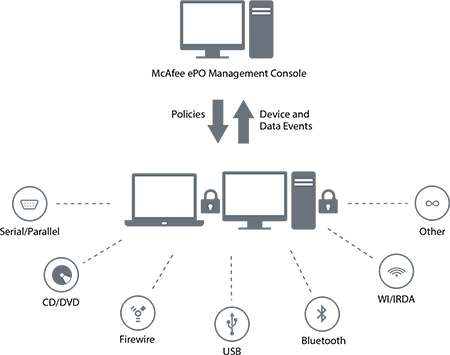 McAfee ePO Management Console
Policies
Device and
Data Events
Serial/Parallel
Other
CD/DVD
WI/IRDA
Firewire
Bluetooth
USB